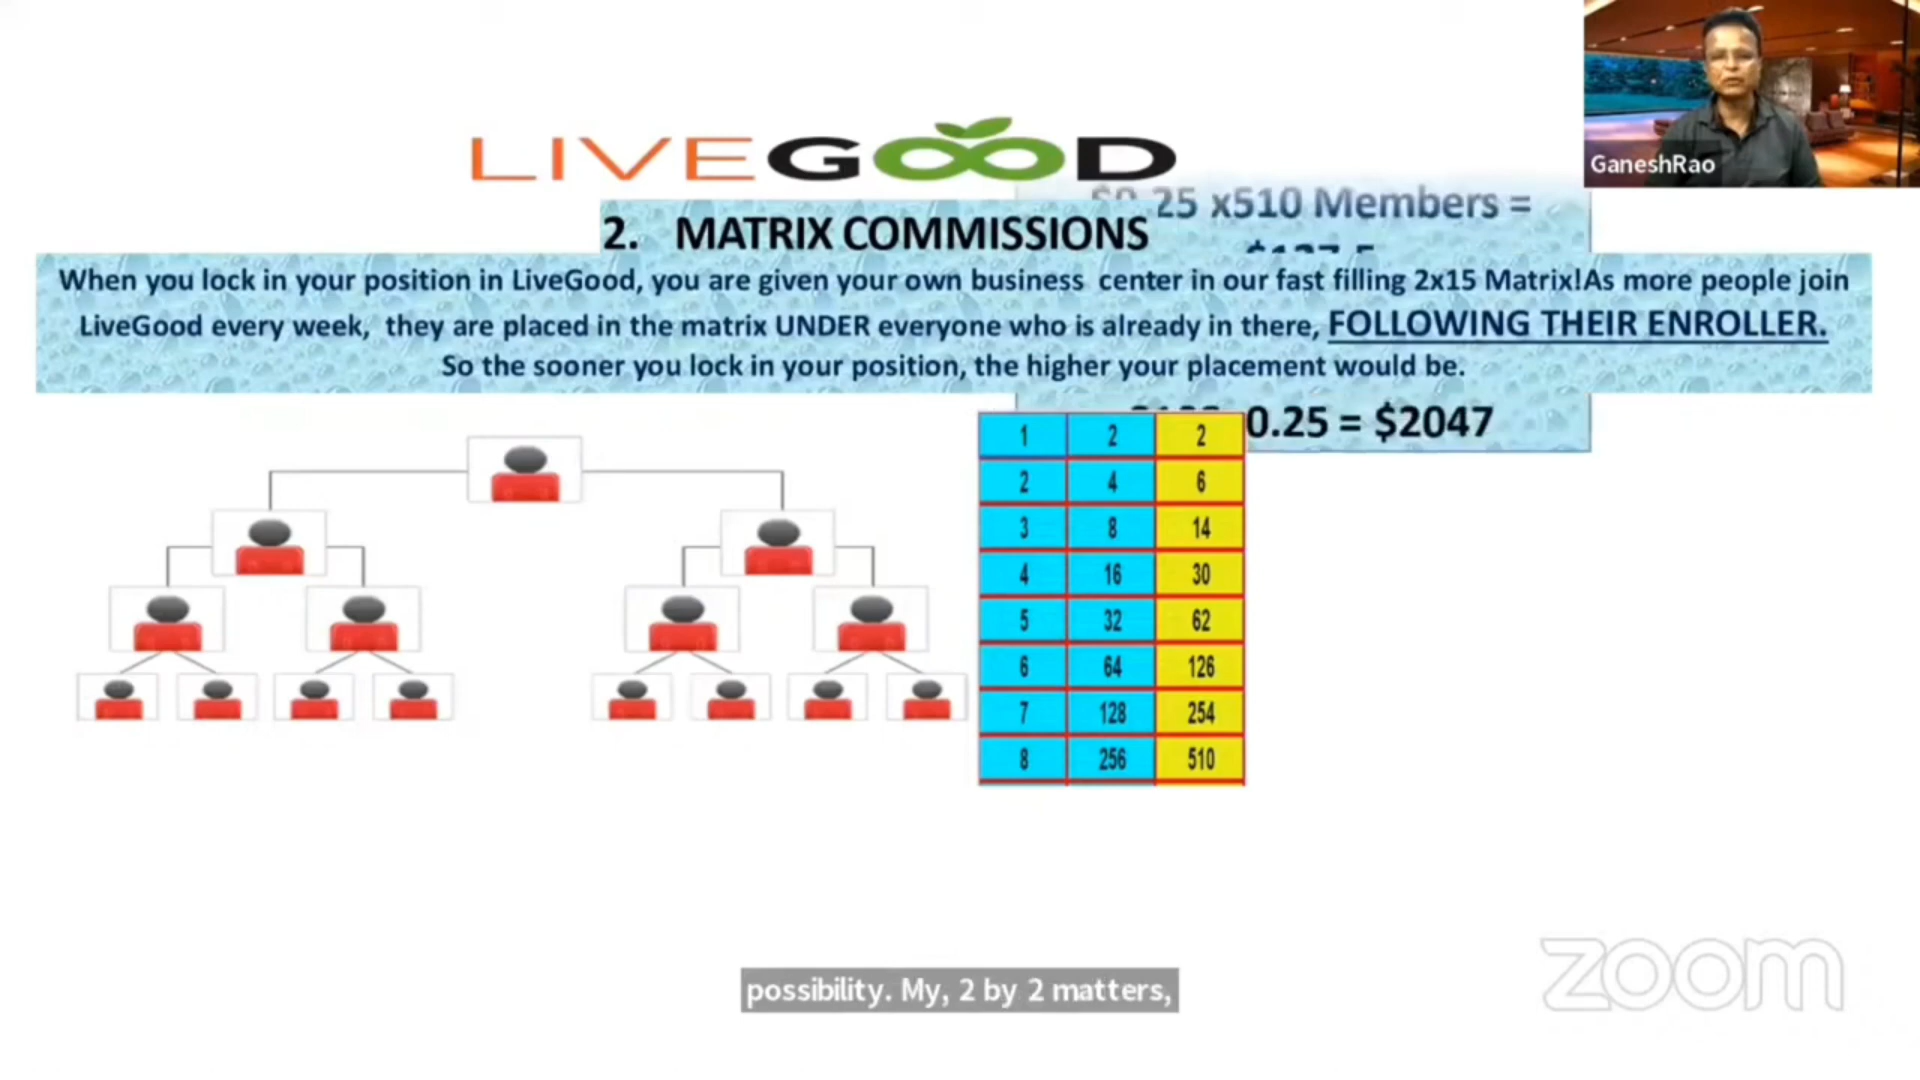 GaneshRao
LIVEGOOD
25 x510 Members =
2. MATRIX COMMISSIONS
When you lock in your position in LiveGood, you are given your own business center in our fast filling 2x15 Matrix!As more people join
LiveGood every week, they are placed in the matrix UNDER everyone who is already in there, FOLLOWING THEIR ENROLLER.
So the sooner you lock in your position, the higher your placement would be.
0.25 = $2047
1 2 2
2 4 6
3 8 14
4 16 30
5 32 62
6 64 126
7 128 254
8 256 510
possibility. My, 2 by 2 matters,
zoom